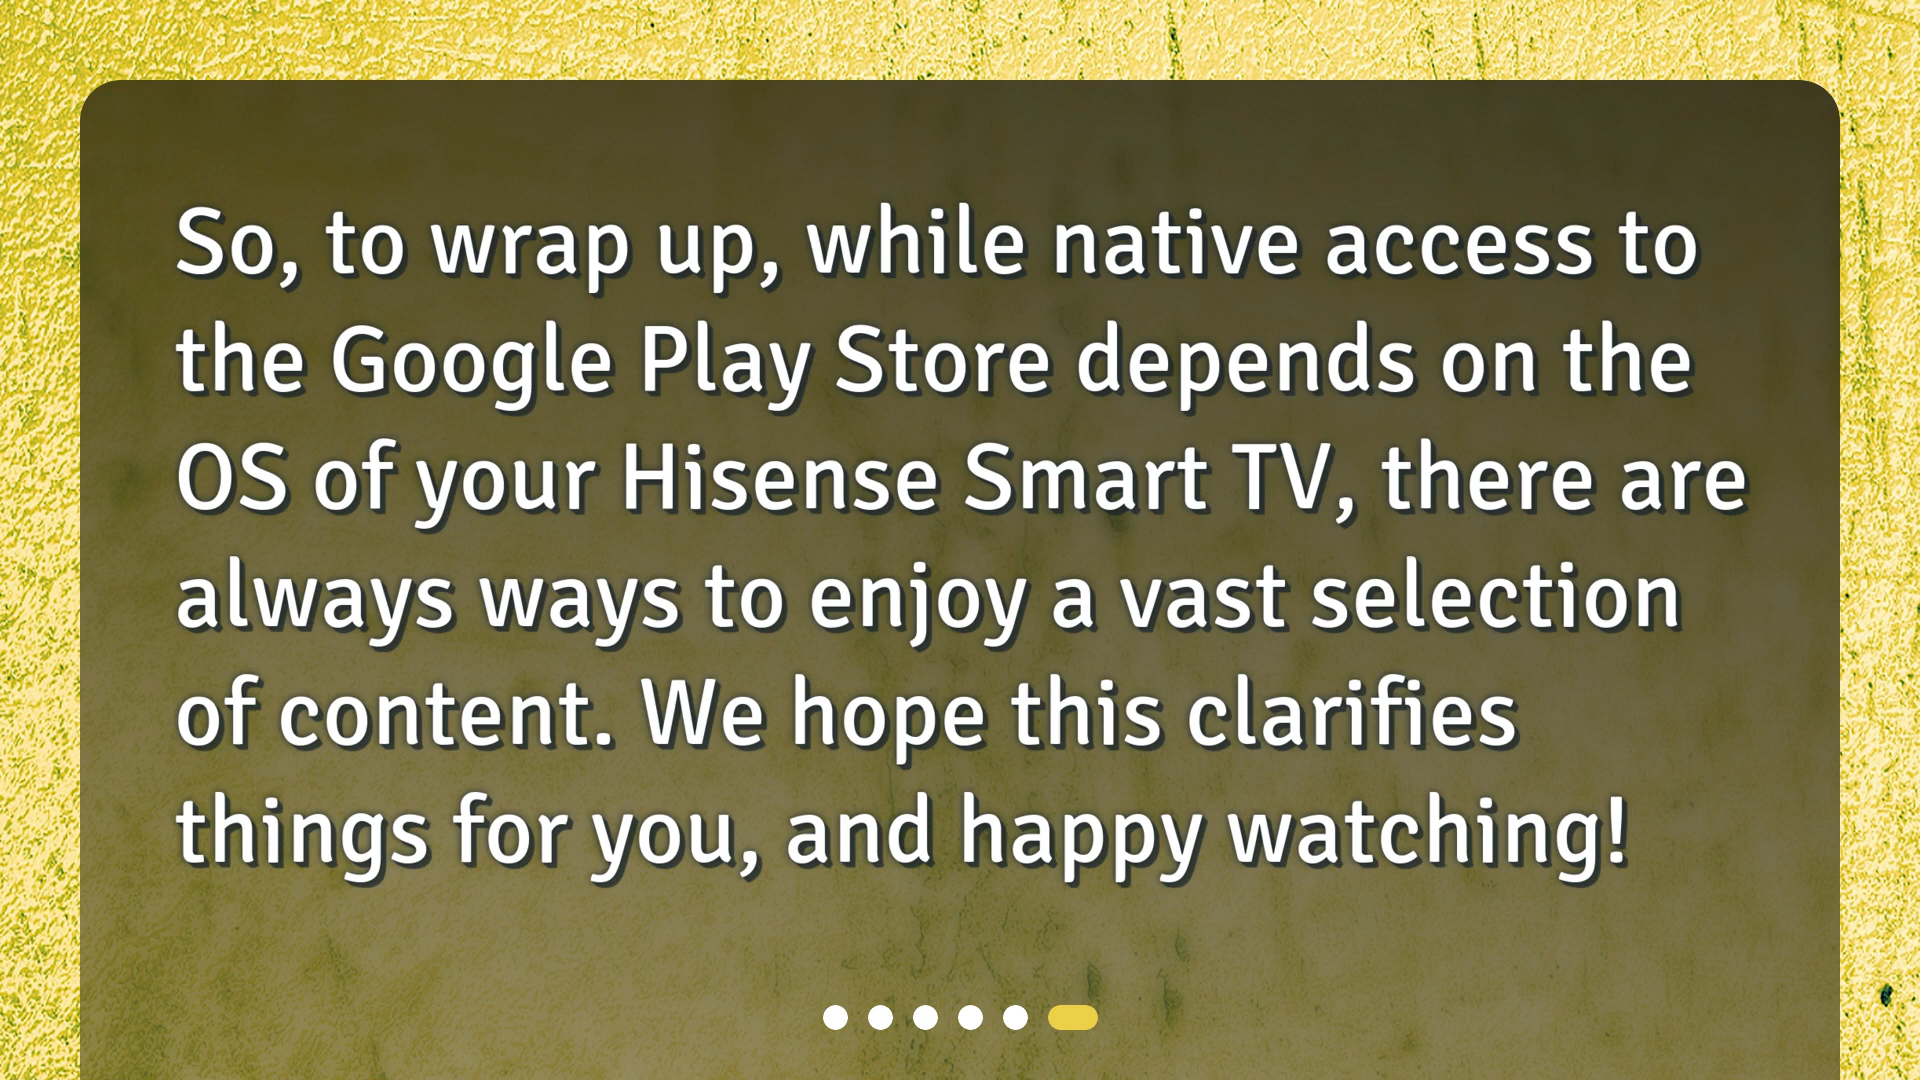 So, to wrap up, while native access to
the Google Play Store depends on the
OS of your Hisense Smart TV, there are
always ways to enjoy a vast selection
of content. We hope this clarifies
things for you, and happy watching!